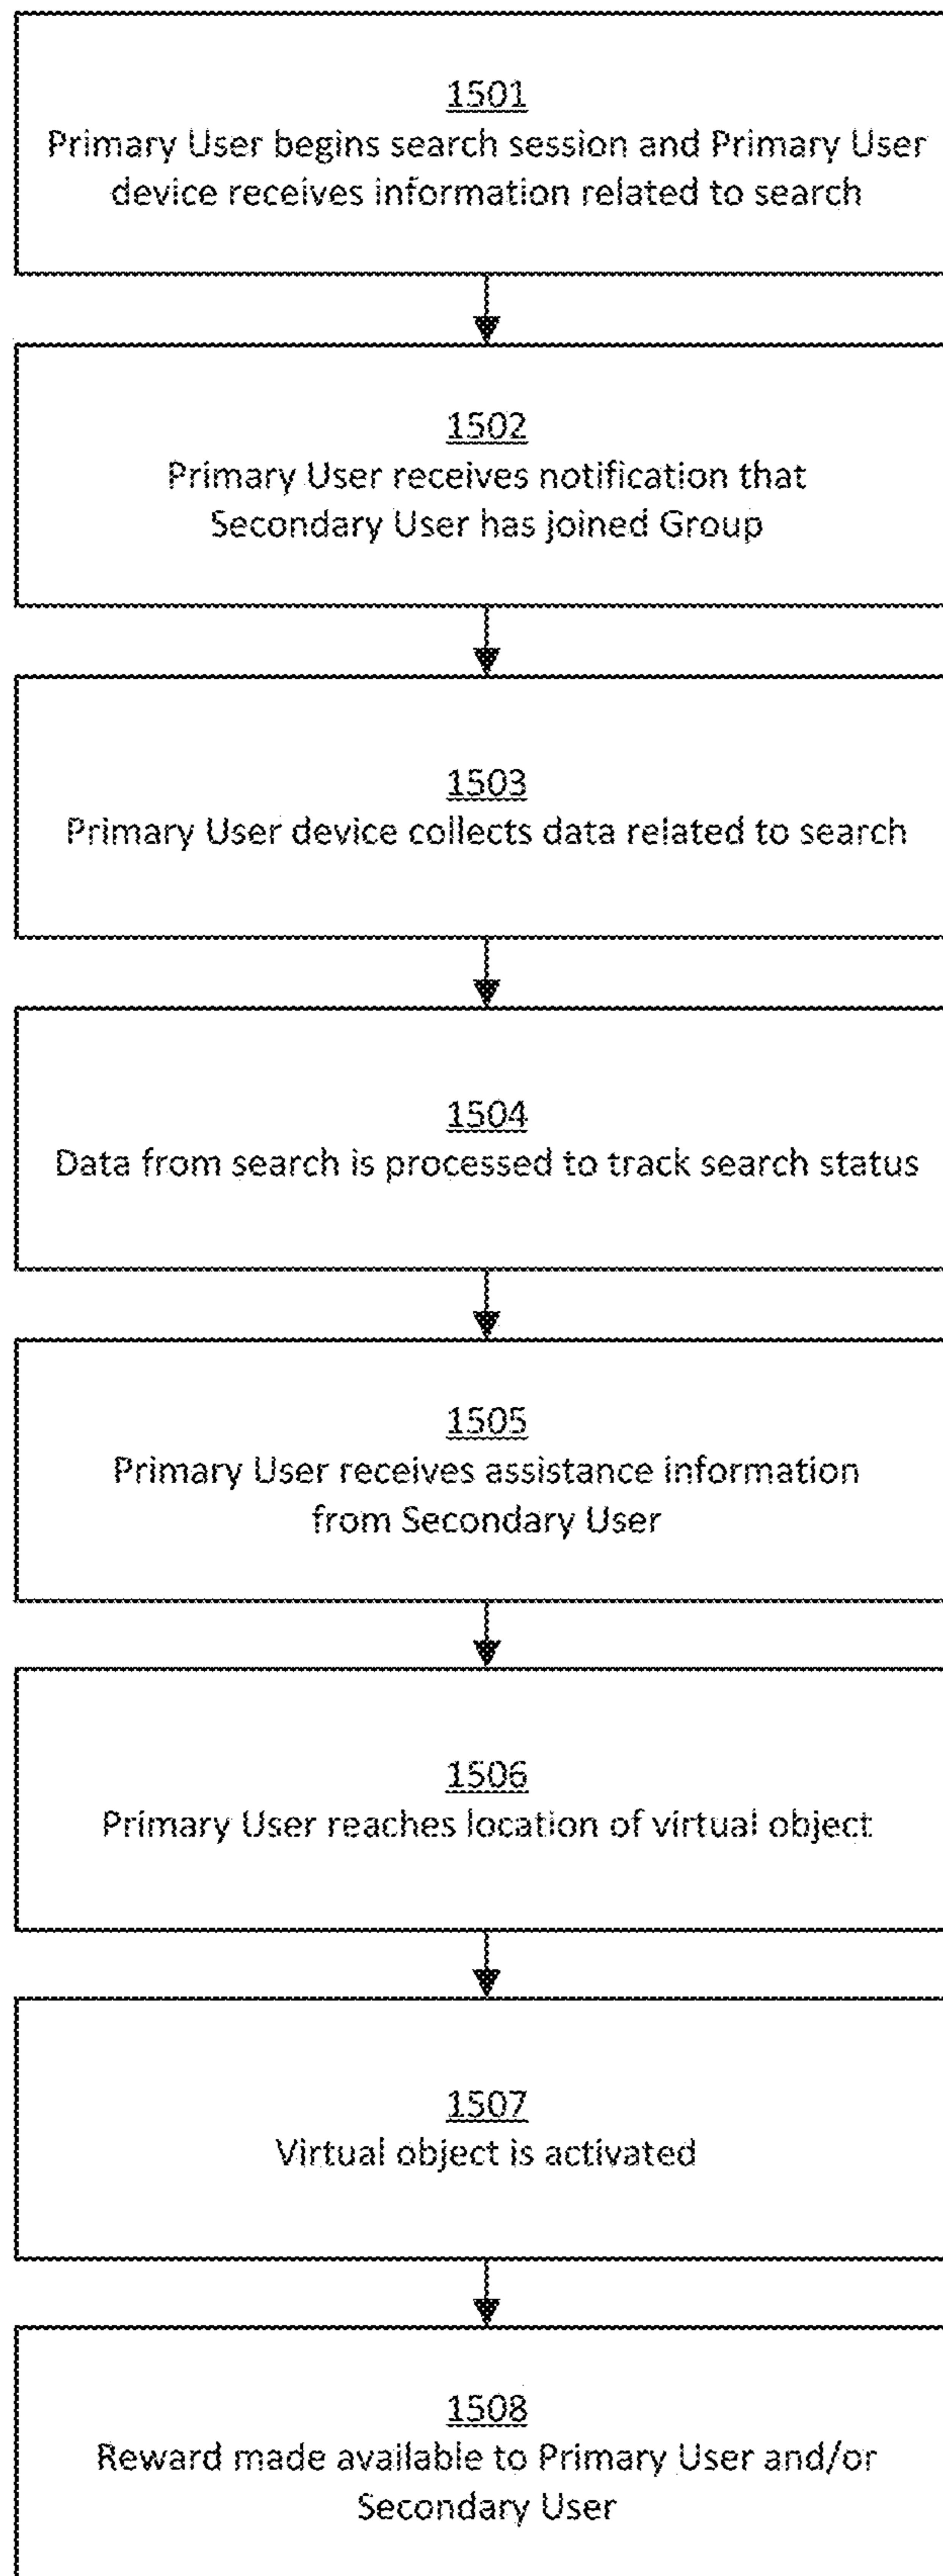 1501
Primary User begins search session and Primary User
device receives information related to search
1502
Primary User receives notification that
Secondary User has joined Group
1503
Primary User device collects data related to search
1504
Data from search is processed to track search status
1505
Primary User receives assistance information
from Secondary User
1506
Primary User reaches location of virtual object
1507
Virtual object is activated
1508
Reward made available to Primary User and/or
Secondary User